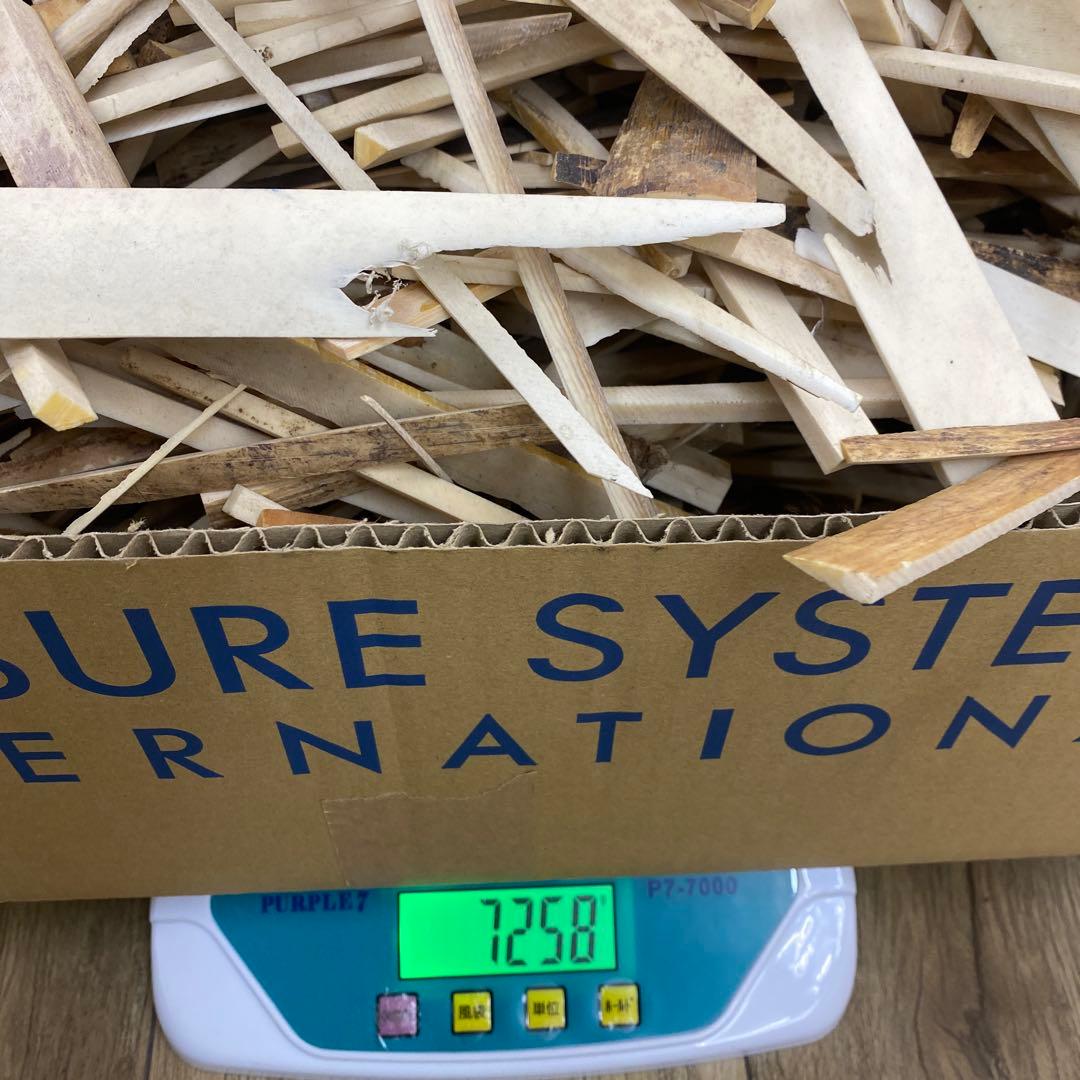 SURE SYSTE
ERNATION
PURPLE7
P7-7000
7258
風袋
単位
ホールド